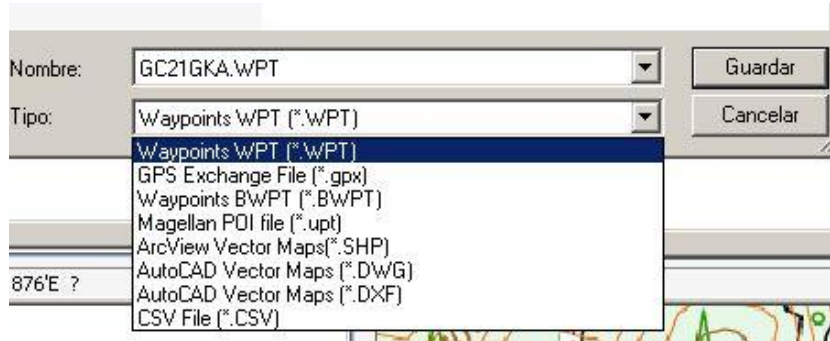 Nombre: GC21GKA.WPT Guardar
Tipo: Waypoints WPT (*.WPT) Cancelar
Waypoints WPT (*.WPT)
GPS Exchange File (*.gpx)
Waypoints BWPT (*.BWPT)
Magellan POI file (*.upt)
ArcView Vector Maps(*.SHP)
AutoCAD Vector Maps (*.DWG)
AutoCAD Vector Maps (*.DXF)
CSV File (*.CSV)
876'E ?